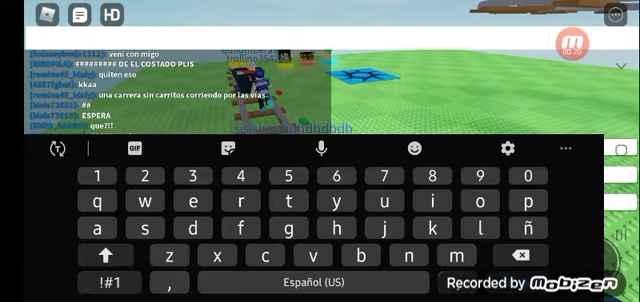 HD
00:20
veni con migo
######### DE EL COSTADO PLIS
quiten eso
[4567fghut]: kkaa
una carrera sin carritos corriendo por las vias
##
ESPERA
que?!!
GIF
1 2 3 4 5 6 7 8 9 0
q w e r t y u i o p
a s d f g h j k l ñ
z x c v b n m
!#1 , Español (US)
Recorded by mobizen